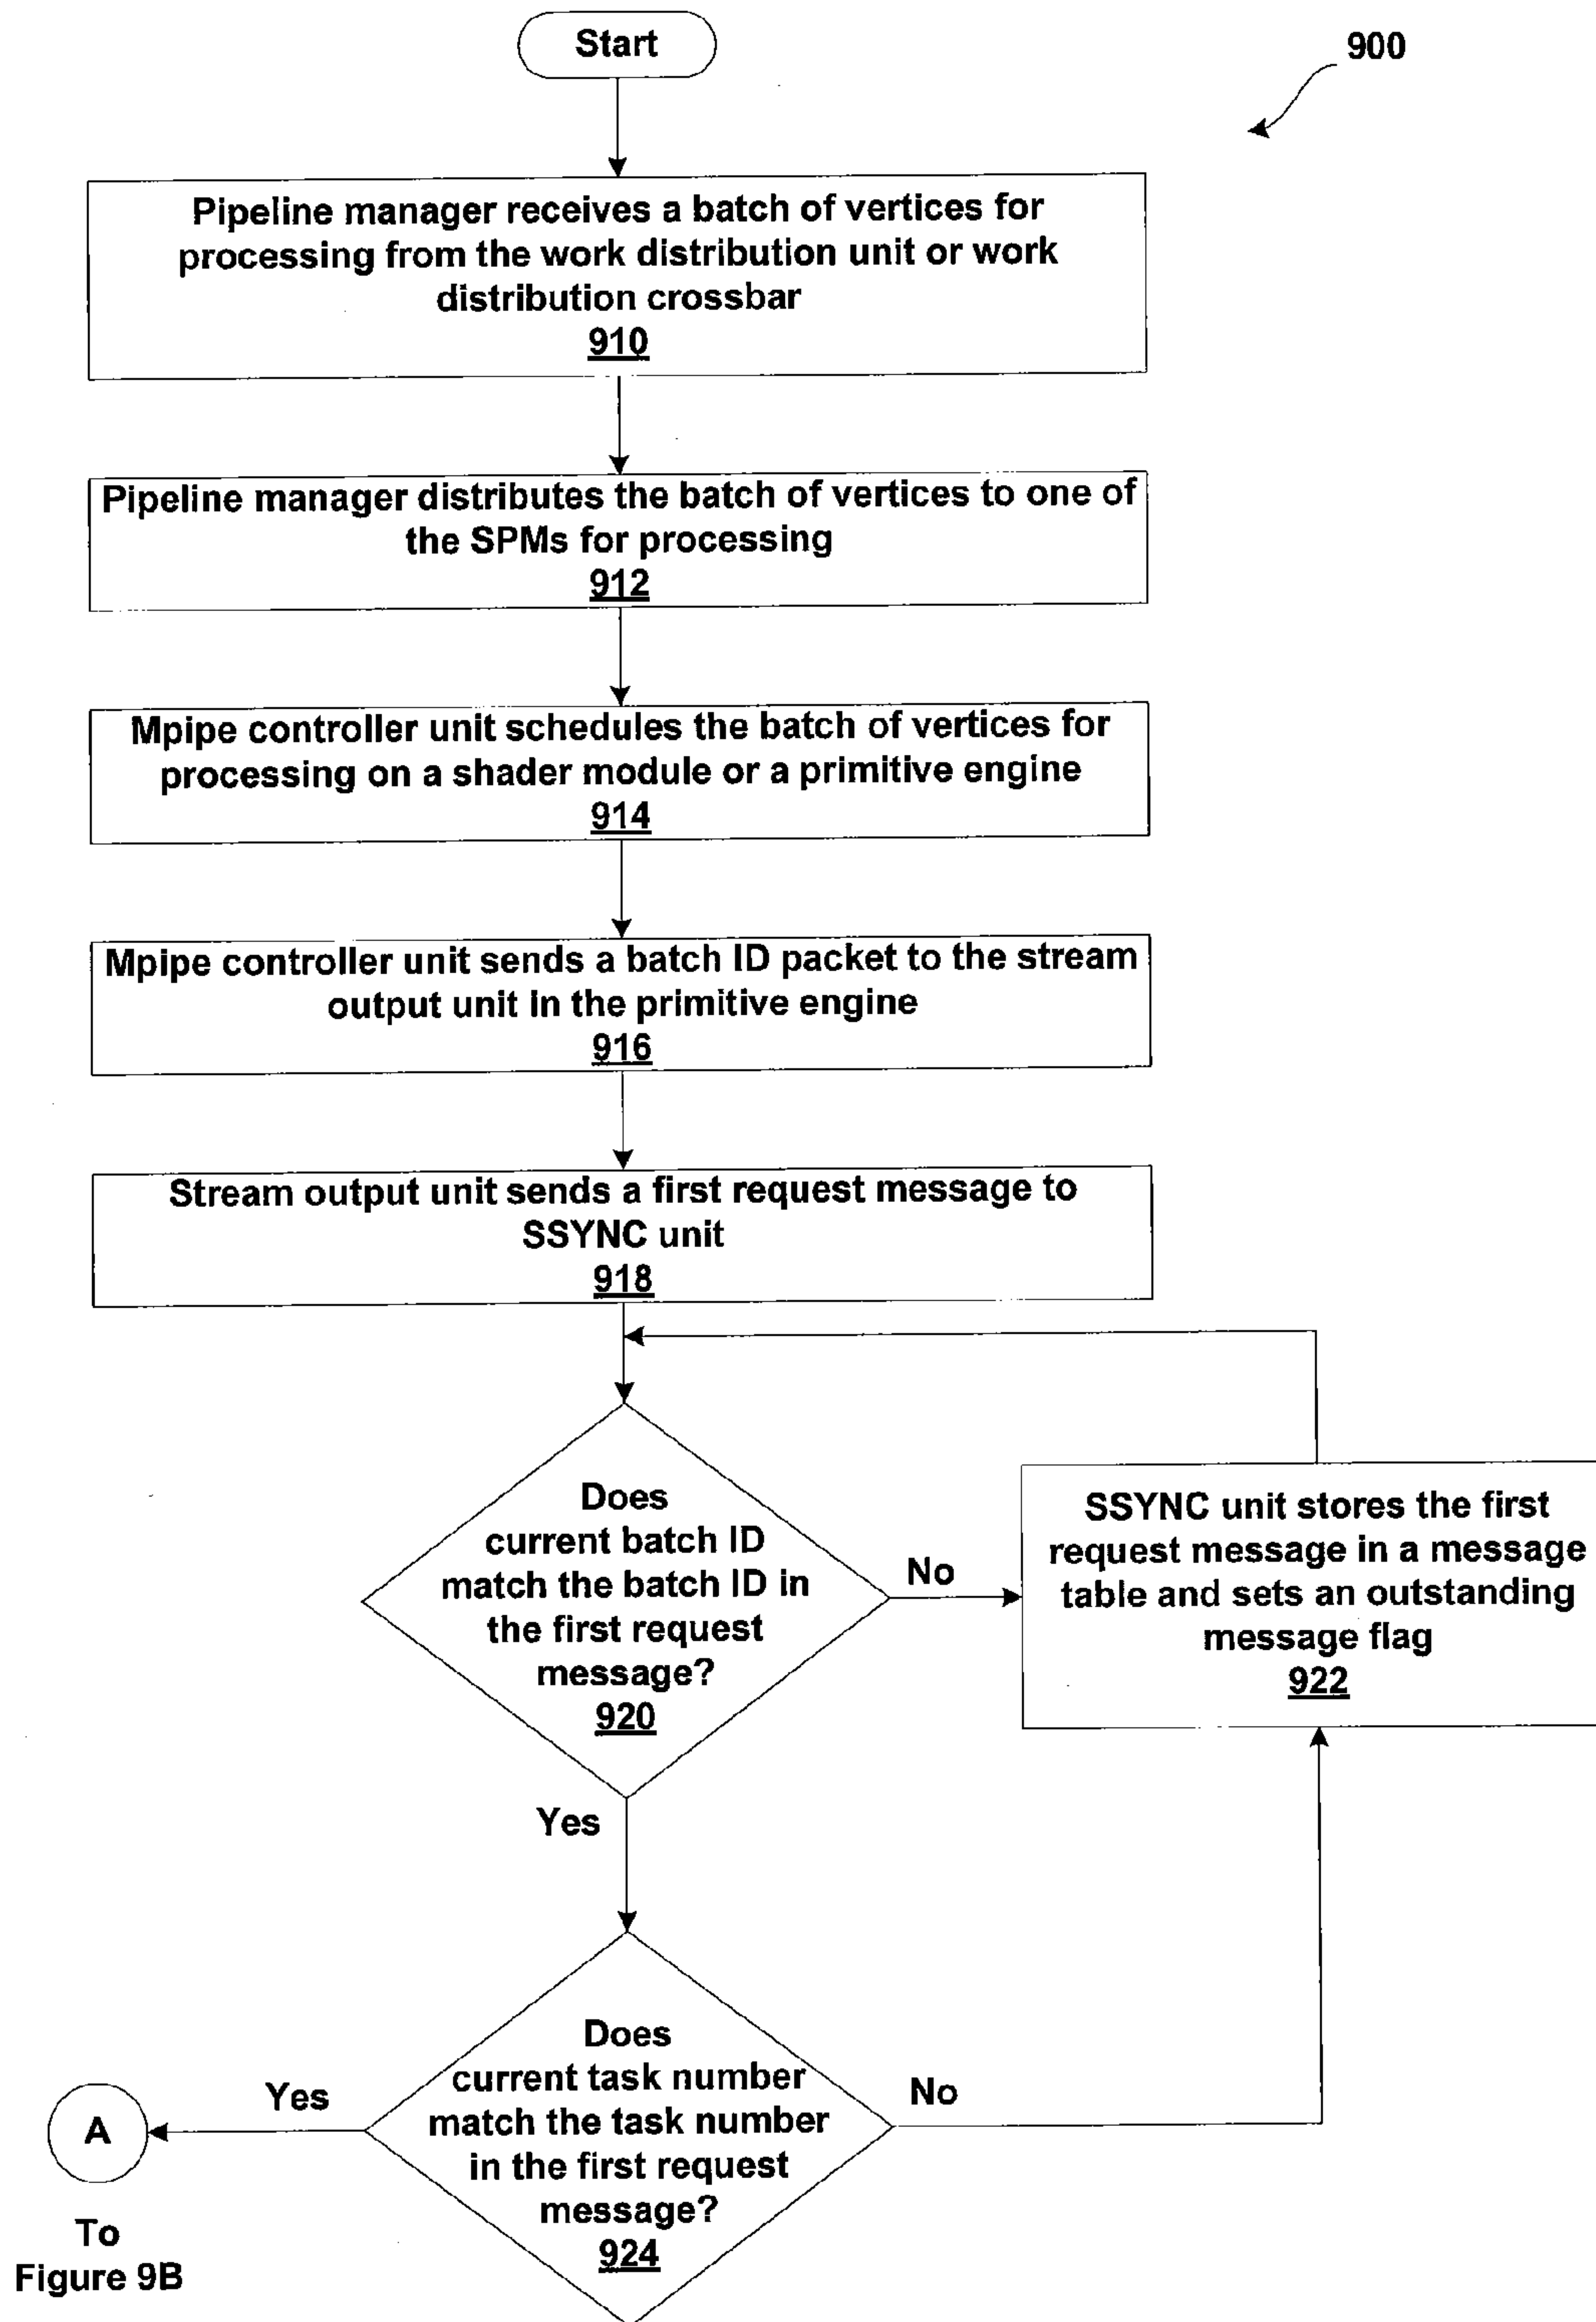 Start
900
Pipeline manager receives a batch of vertices for
processing from the work distribution unit or work
distribution crossbar
910
Pipeline manager distributes the batch of vertices to one of
the SPMs for processing
912
Mpipe controller unit schedules the batch of vertices for
processing on a shader module or a primitive engine
914
Mpipe controller unit sends a batch ID packet to the stream
output unit in the primitive engine
916
Stream output unit sends a first request message to
SSYNC unit
918
Does
current batch ID
match the batch ID in
the first request
message?
920
No
SSYNC unit stores the first
request message in a message
table and sets an outstanding
message flag
922
Yes
Does
current task number
match the task number
in the first request
message?
924
No
Yes
A
To
Figure 9B